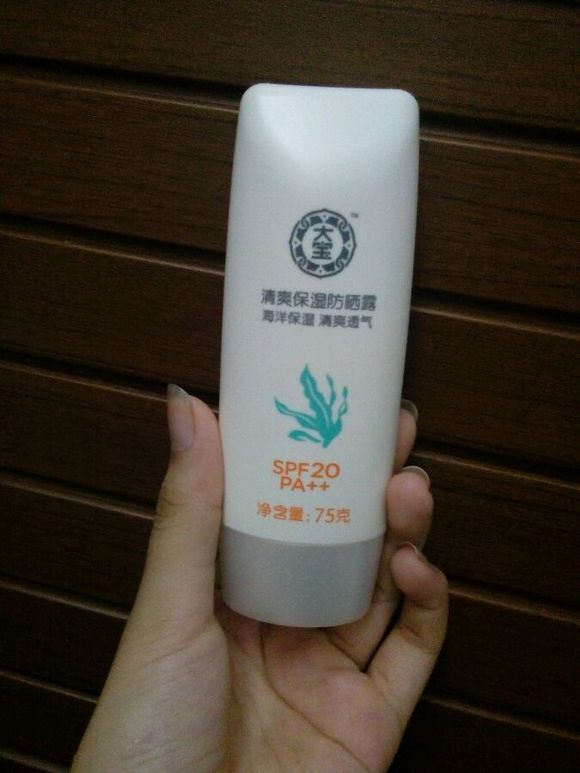 大宝
TM
清爽保湿防晒露
海洋保湿 清爽透气
SPF20
PA++
净含量：75克